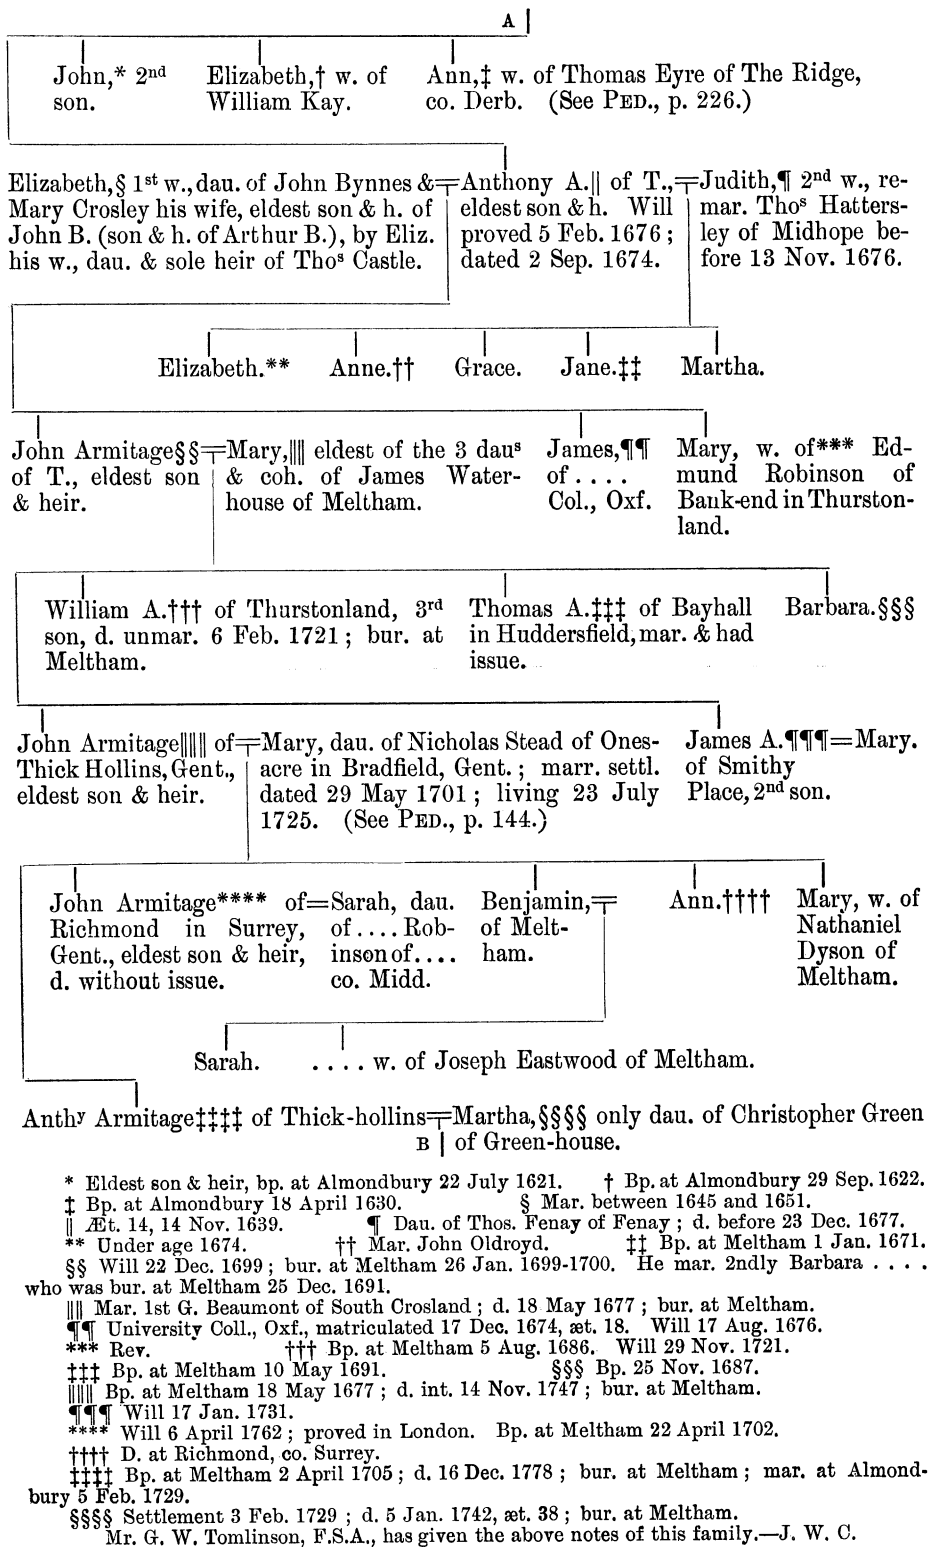 A
John,* 2nd son.
Elizabeth,† w. of William Kay.
Ann,‡ w. of Thomas Eyre of The Ridge, co. Derb. (See PED., p. 226.)
Elizabeth,§ 1st w., dau. of John Bynnes &
Mary Crosley his wife, eldest son & h. of
John B. (son & h. of Arthur B.), by Eliz.
his w., dau. & sole heir of Thos Castle.
Anthony A.‖ of T.,
eldest son & h. Will
proved 5 Feb. 1676;
dated 2 Sep. 1674.
Judith,¶ 2nd w., re-
mar. Thos Hatters-
ley of Midhope be-
fore 13 Nov. 1676.
Elizabeth.** Anne.†† Grace. Jane.‡‡ Martha.
John Armitage§§
of T., eldest son
& heir.
Mary,‖‖ eldest of the 3 daus
& coh. of James Water-
house of Meltham.
James,¶¶
of . . . .
Col., Oxf.
Mary, w. of*** Ed-
mund Robinson of
Bank-end in Thurston-
land.
William A.††† of Thurstonland, 3rd
son, d. unmar. 6 Feb. 1721; bur. at
Meltham.
Thomas A.‡‡‡ of Bayhall
in Huddersfield, mar. & had
issue.
Barbara.§§§
John Armitage‖‖‖ of
Thick Hollins, Gent.,
eldest son & heir.
Mary, dau. of Nicholas Stead of Ones-
acre in Bradfield, Gent.; marr. settl.
dated 29 May 1701; living 23 July
1725. (See PED., p. 144.)
James A.¶¶¶=Mary.
of Smithy
Place, 2nd son.
John Armitage**** of=
Richmond in Surrey,
Gent., eldest son & heir,
d. without issue.
Sarah, dau.
of . . . . Rob-
inson of . . . .
co. Midd.
Benjamin,
of Melt-
ham.
Ann.††††
Mary, w. of
Nathaniel
Dyson of
Meltham.
Sarah. . . . . w. of Joseph Eastwood of Meltham.
Anthy Armitage‡‡‡‡ of Thick-hollins Martha,§§§§ only dau. of Christopher Green
B of Green-house.
* Eldest son & heir, bp. at Almondbury 22 July 1621. † Bp. at Almondbury 29 Sep. 1622.
‡ Bp. at Almondbury 18 April 1630. § Mar. between 1645 and 1651.
‖ Æt. 14, 14 Nov. 1639. ¶ Dau. of Thos. Fenay of Fenay; d. before 23 Dec. 1677.
** Under age 1674. †† Mar. John Oldroyd. ‡‡ Bp. at Meltham 1 Jan. 1671.
§§ Will 22 Dec. 1699; bur. at Meltham 26 Jan. 1699-1700. He mar. 2ndly Barbara . . . .
who was bur. at Meltham 25 Dec. 1691.
‖‖ Mar. 1st G. Beaumont of South Crosland; d. 18 May 1677; bur. at Meltham.
¶¶ University Coll., Oxf., matriculated 17 Dec. 1674, æt. 18. Will 17 Aug. 1676.
*** Rev. ††† Bp. at Meltham 5 Aug. 1686. Will 29 Nov. 1721.
‡‡‡ Bp. at Meltham 10 May 1691. §§§ Bp. 25 Nov. 1687.
‖‖‖ Bp. at Meltham 18 May 1677; d. int. 14 Nov. 1747; bur. at Meltham.
¶¶¶ Will 17 Jan. 1731.
**** Will 6 April 1762; proved in London. Bp. at Meltham 22 April 1702.
†††† D. at Richmond, co. Surrey.
‡‡‡‡ Bp. at Meltham 2 April 1705; d. 16 Dec. 1778; bur. at Meltham; mar. at Almond-
bury 5 Feb. 1729.
§§§§ Settlement 3 Feb. 1729; d. 5 Jan. 1742, æt. 38; bur. at Meltham.
Mr. G. W. Tomlinson, F.S.A., has given the above notes of this family.—J. W. C.